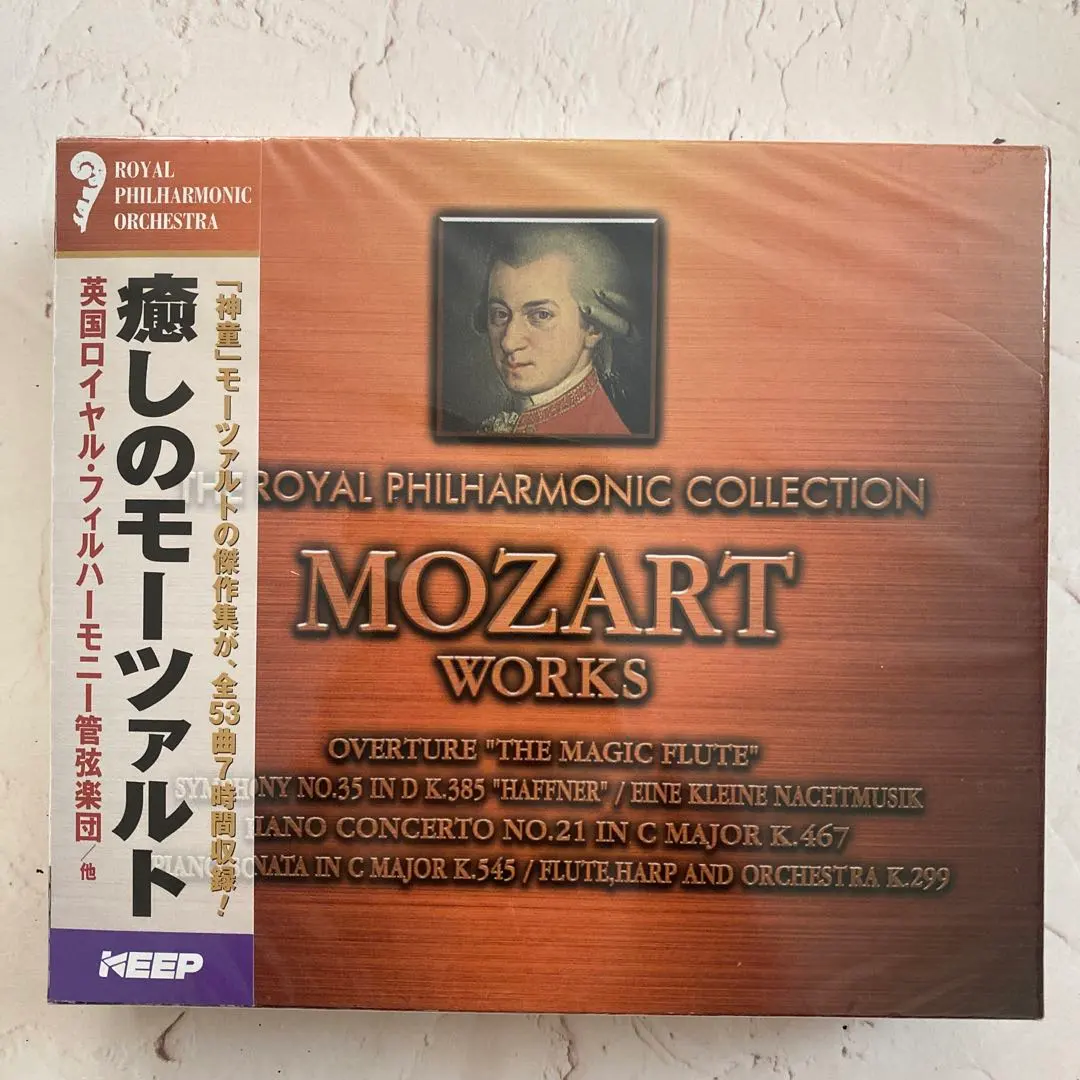 ROYAL
PHILHARMONIC
ORCHESTRA
「神童」モーツァルトの傑作集が、全53曲7時間収録!
癒しのモーツァルト
英国ロイヤル・フィルハーモニー管弦楽団/他
KEEP
THE ROYAL PHILHARMONIC COLLECTION
MOZART
WORKS
OVERTURE "THE MAGIC FLUTE"
SYMPHONY NO.35 IN D K.385 "HAFFNER" / EINE KLEINE NACHTMUSIK
PIANO CONCERTO NO.21 IN C MAJOR K.467
PIANO SONATA IN C MAJOR K.545 / FLUTE,HARP AND ORCHESTRA K.299